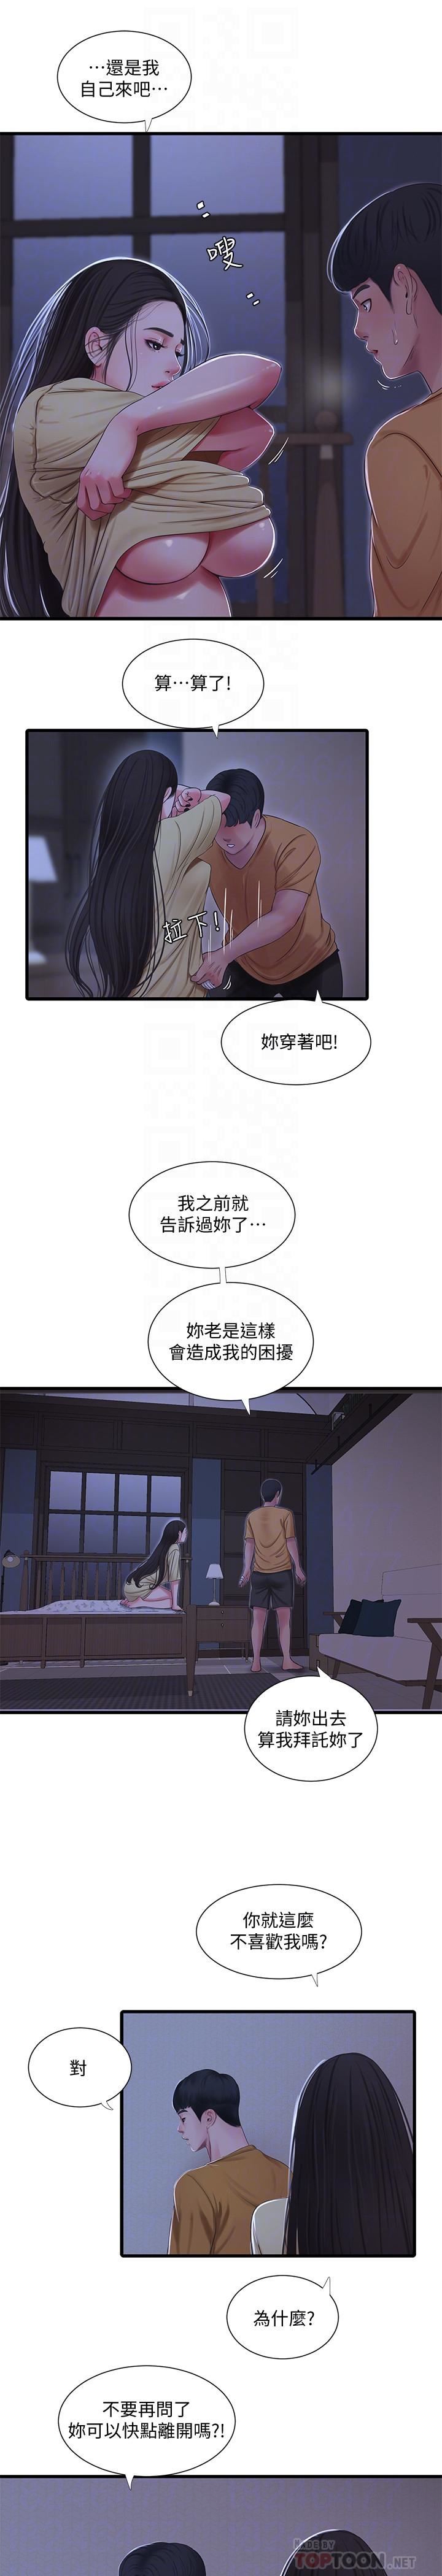 …還是我
自己來吧…
嗖
算…算了!
拉下!
妳穿著吧!
我之前就
告訴過妳了…
妳老是這樣
會造成我的困擾
請妳出去
算我拜託妳了
你就這麼
不喜歡我嗎?
對
為什麼?
不要再問了
妳可以快點離開嗎?!
MADE BY
TOPTOON.NET